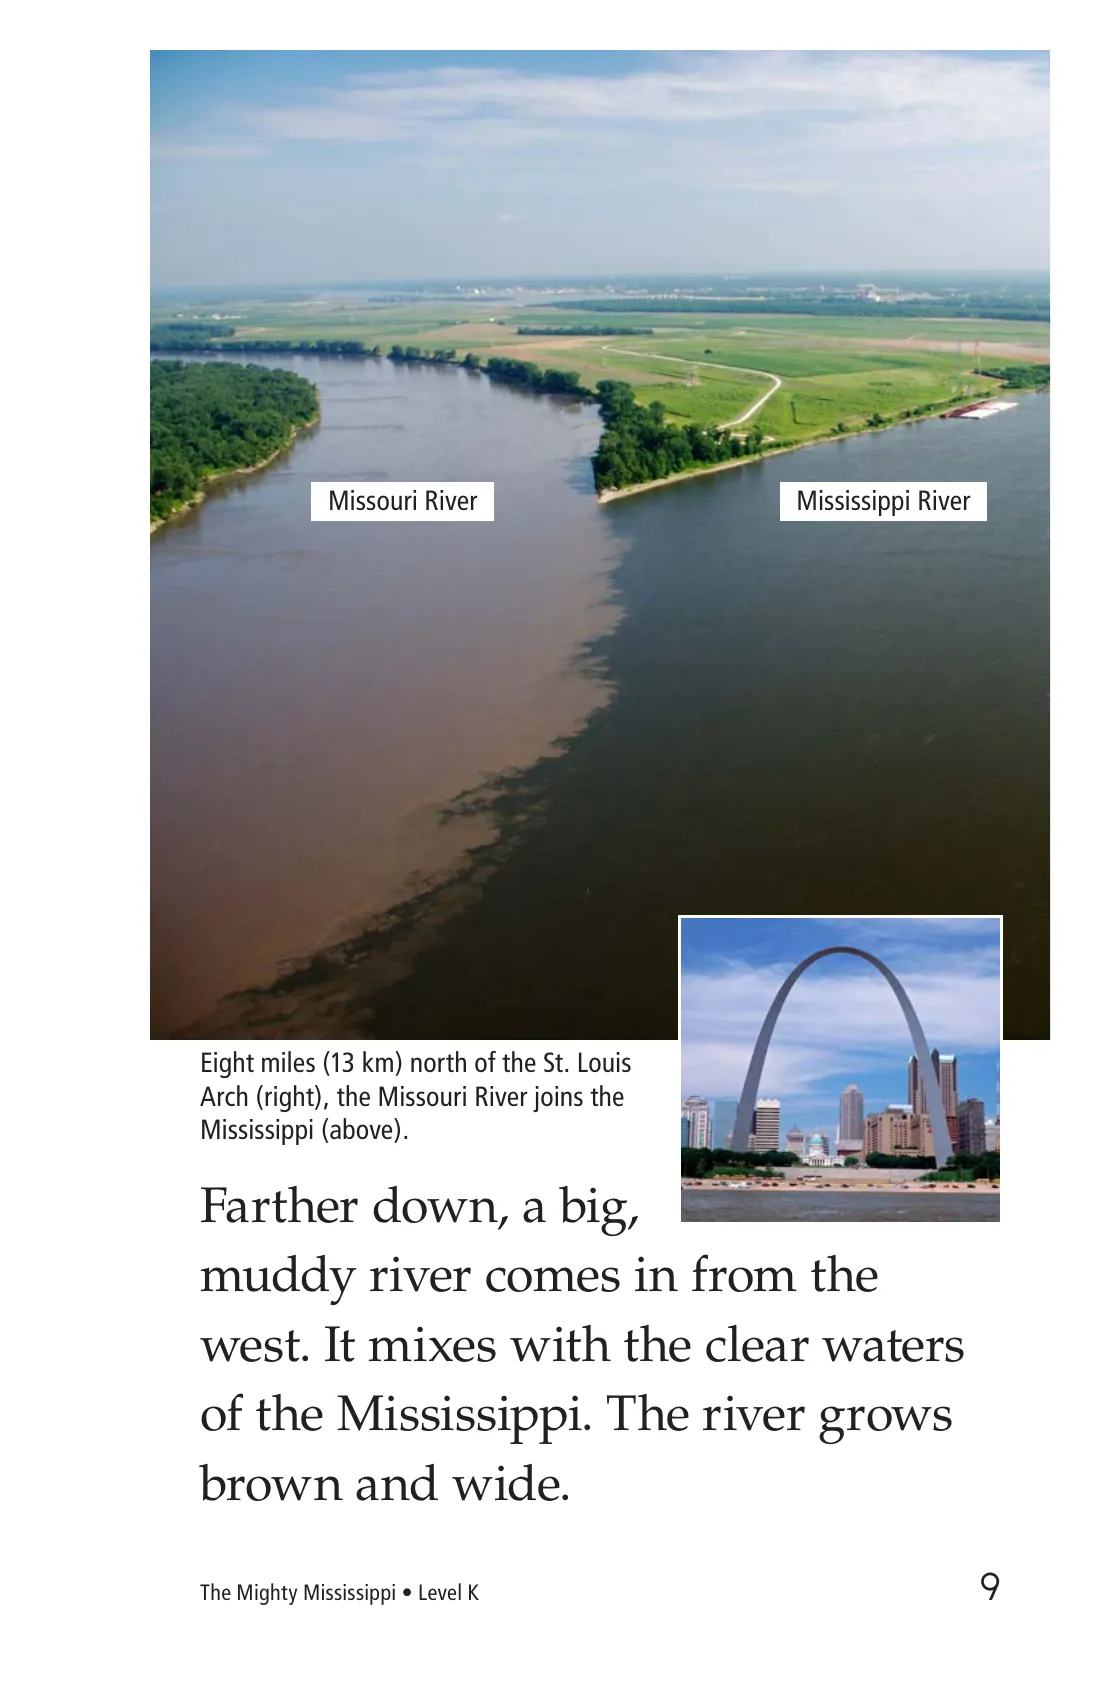 Missouri River
Mississippi River
Eight miles (13 km) north of the St. Louis
Arch (right), the Missouri River joins the
Mississippi (above).
Farther down, a big,
muddy river comes in from the
west. It mixes with the clear waters
of the Mississippi. The river grows
brown and wide.
The Mighty Mississippi • Level K
9